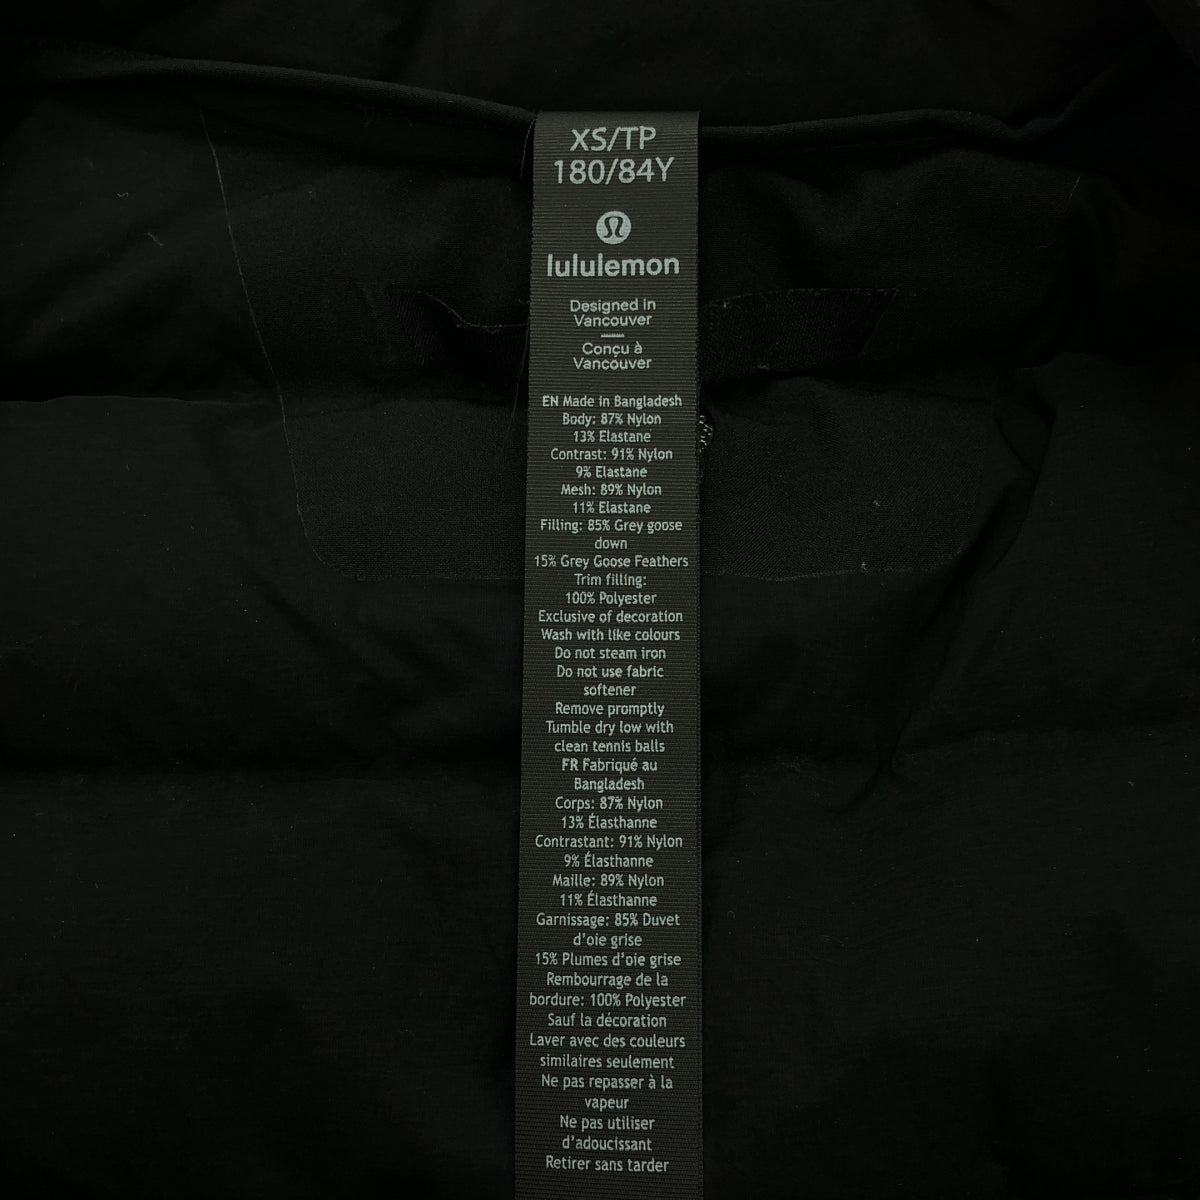 XS/TP
180/84Y
lululemon
Designed in
Vancouver
Conçu à
Vancouver
EN Made in Bangladesh
Body: 87% Nylon
13% Elastane
Contrast: 91% Nylon
9% Elastane
Mesh: 89% Nylon
11% Elastane
Filling: 85% Grey goose
down
15% Grey Goose Feathers
Trim filling:
100% Polyester
Exclusive of decoration
Wash with like colours
Do not steam iron
Do not use fabric
softener
Remove promptly
Tumble dry low with
clean tennis balls
FR Fabriqué au
Bangladesh
Corps: 87% Nylon
13% Élasthanne
Contrastant: 91% Nylon
9% Élasthanne
Maille: 89% Nylon
11% Élasthanne
Garnissage: 85% Duvet
d'oie grise
15% Plumes d'oie grise
Rembourrage de la
bordure: 100% Polyester
Sauf la décoration
Laver avec des couleurs
similaires seulement
Ne pas repasser à la
vapeur
Ne pas utiliser
d'adoucissant
Retirer sans tarder